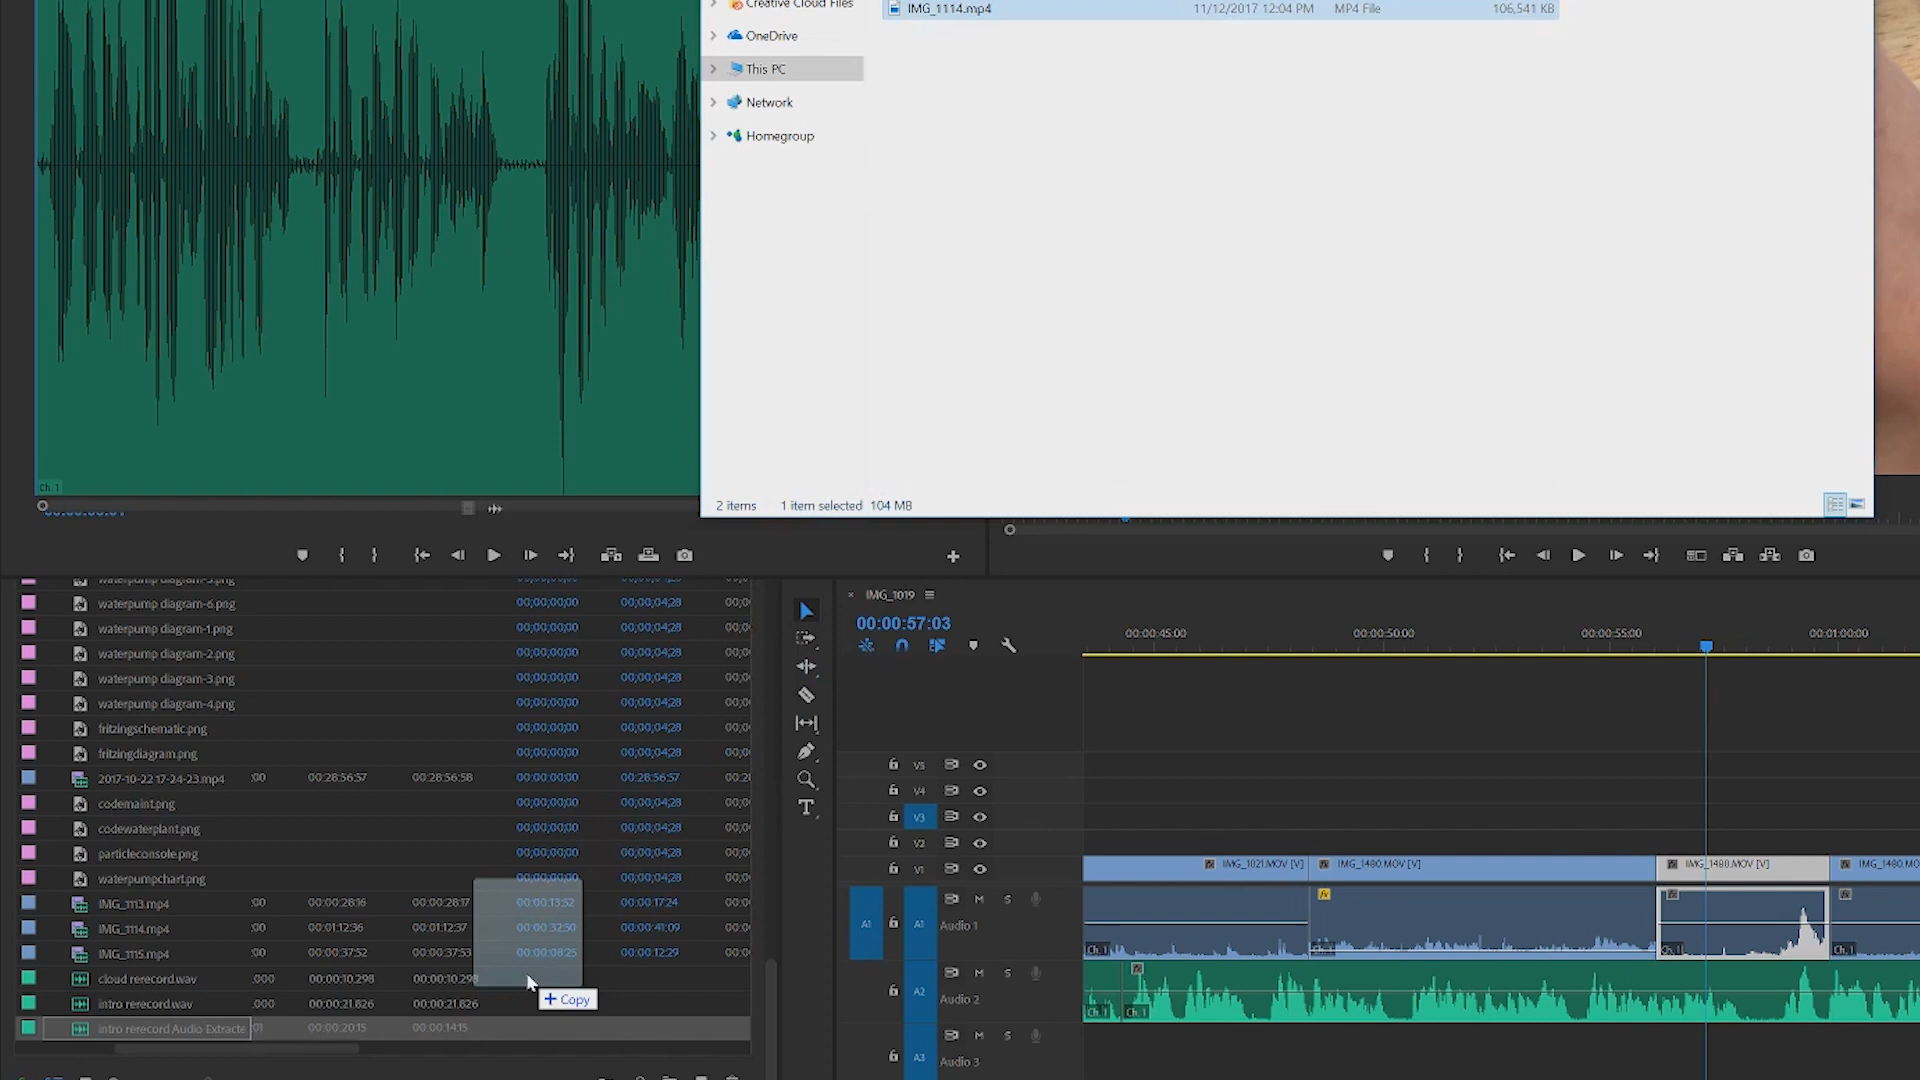 Creative Cloud Files
IMG_1114.mp4 11/12/2017 12:04 PM MP4 File 106,541 KB
OneDrive
This PC
Network
Homegroup
Ch. 1
2 items 1 item selected 104 MB
IMG_1019
00:00:57:03
00:00:45:00 00:00:50:00 00:00:55:00 00:01:00:00
waterpump diagram-5.png
waterpump diagram-6.png 00;00;00;00 00;00;04;28
waterpump diagram-1.png 00;00;00;00 00;00;04;28
waterpump diagram-2.png 00;00;00;00 00;00;04;28
waterpump diagram-3.png 00;00;00;00 00;00;04;28
waterpump diagram-4.png 00;00;00;00 00;00;04;28
fritzingschematic.png 00;00;00;00 00;00;04;28
fritzingdiagram.png 00;00;00;00 00;00;04;28
2017-10-22 17-24-23.mp4 :00 00:28:56:57 00:28:56:58 00:00:00:00 00:28:56:57
codemaint.png 00;00;00;00 00;00;04;28
codewaterplant.png 00;00;00;00 00;00;04;28
particleconsole.png 00;00;00;00 00;00;04;28
waterpumpchart.png 00;00;00;00 00;00;04;28
IMG_1113.mp4 :00 00:00:28:16 00:00:28:17 00:00:13:52 00:00:17:24
IMG_1114.mp4 :00 00:01:12:36 00:01:12:37 00:00:32:50 00:00:41:09
IMG_1115.mp4 :00 00:00:37:52 00:00:37:53 00:00:08:25 00:00:12:29
cloud rerecord.wav .000 00:00:10.298 00:00:10.298
intro rerecord.wav .000 00:00:21.826 00:00:21.826
intro rerecord Audio Extracte :01 00:00:20:15 00:00:14:15
Copy
T
V5
V4
V3
V2
V1
IMG_1021.MOV [V] IMG_1480.MOV [V] IMG_1480.MOV [V] IMG_1480.MO
A1 A1 M S
Audio 1
Ch. 1 Ch. 1 Ch. 1 Ch. 1
A2 M S
Audio 2
Ch. 1 Ch. 1
A3 M S
Audio 3